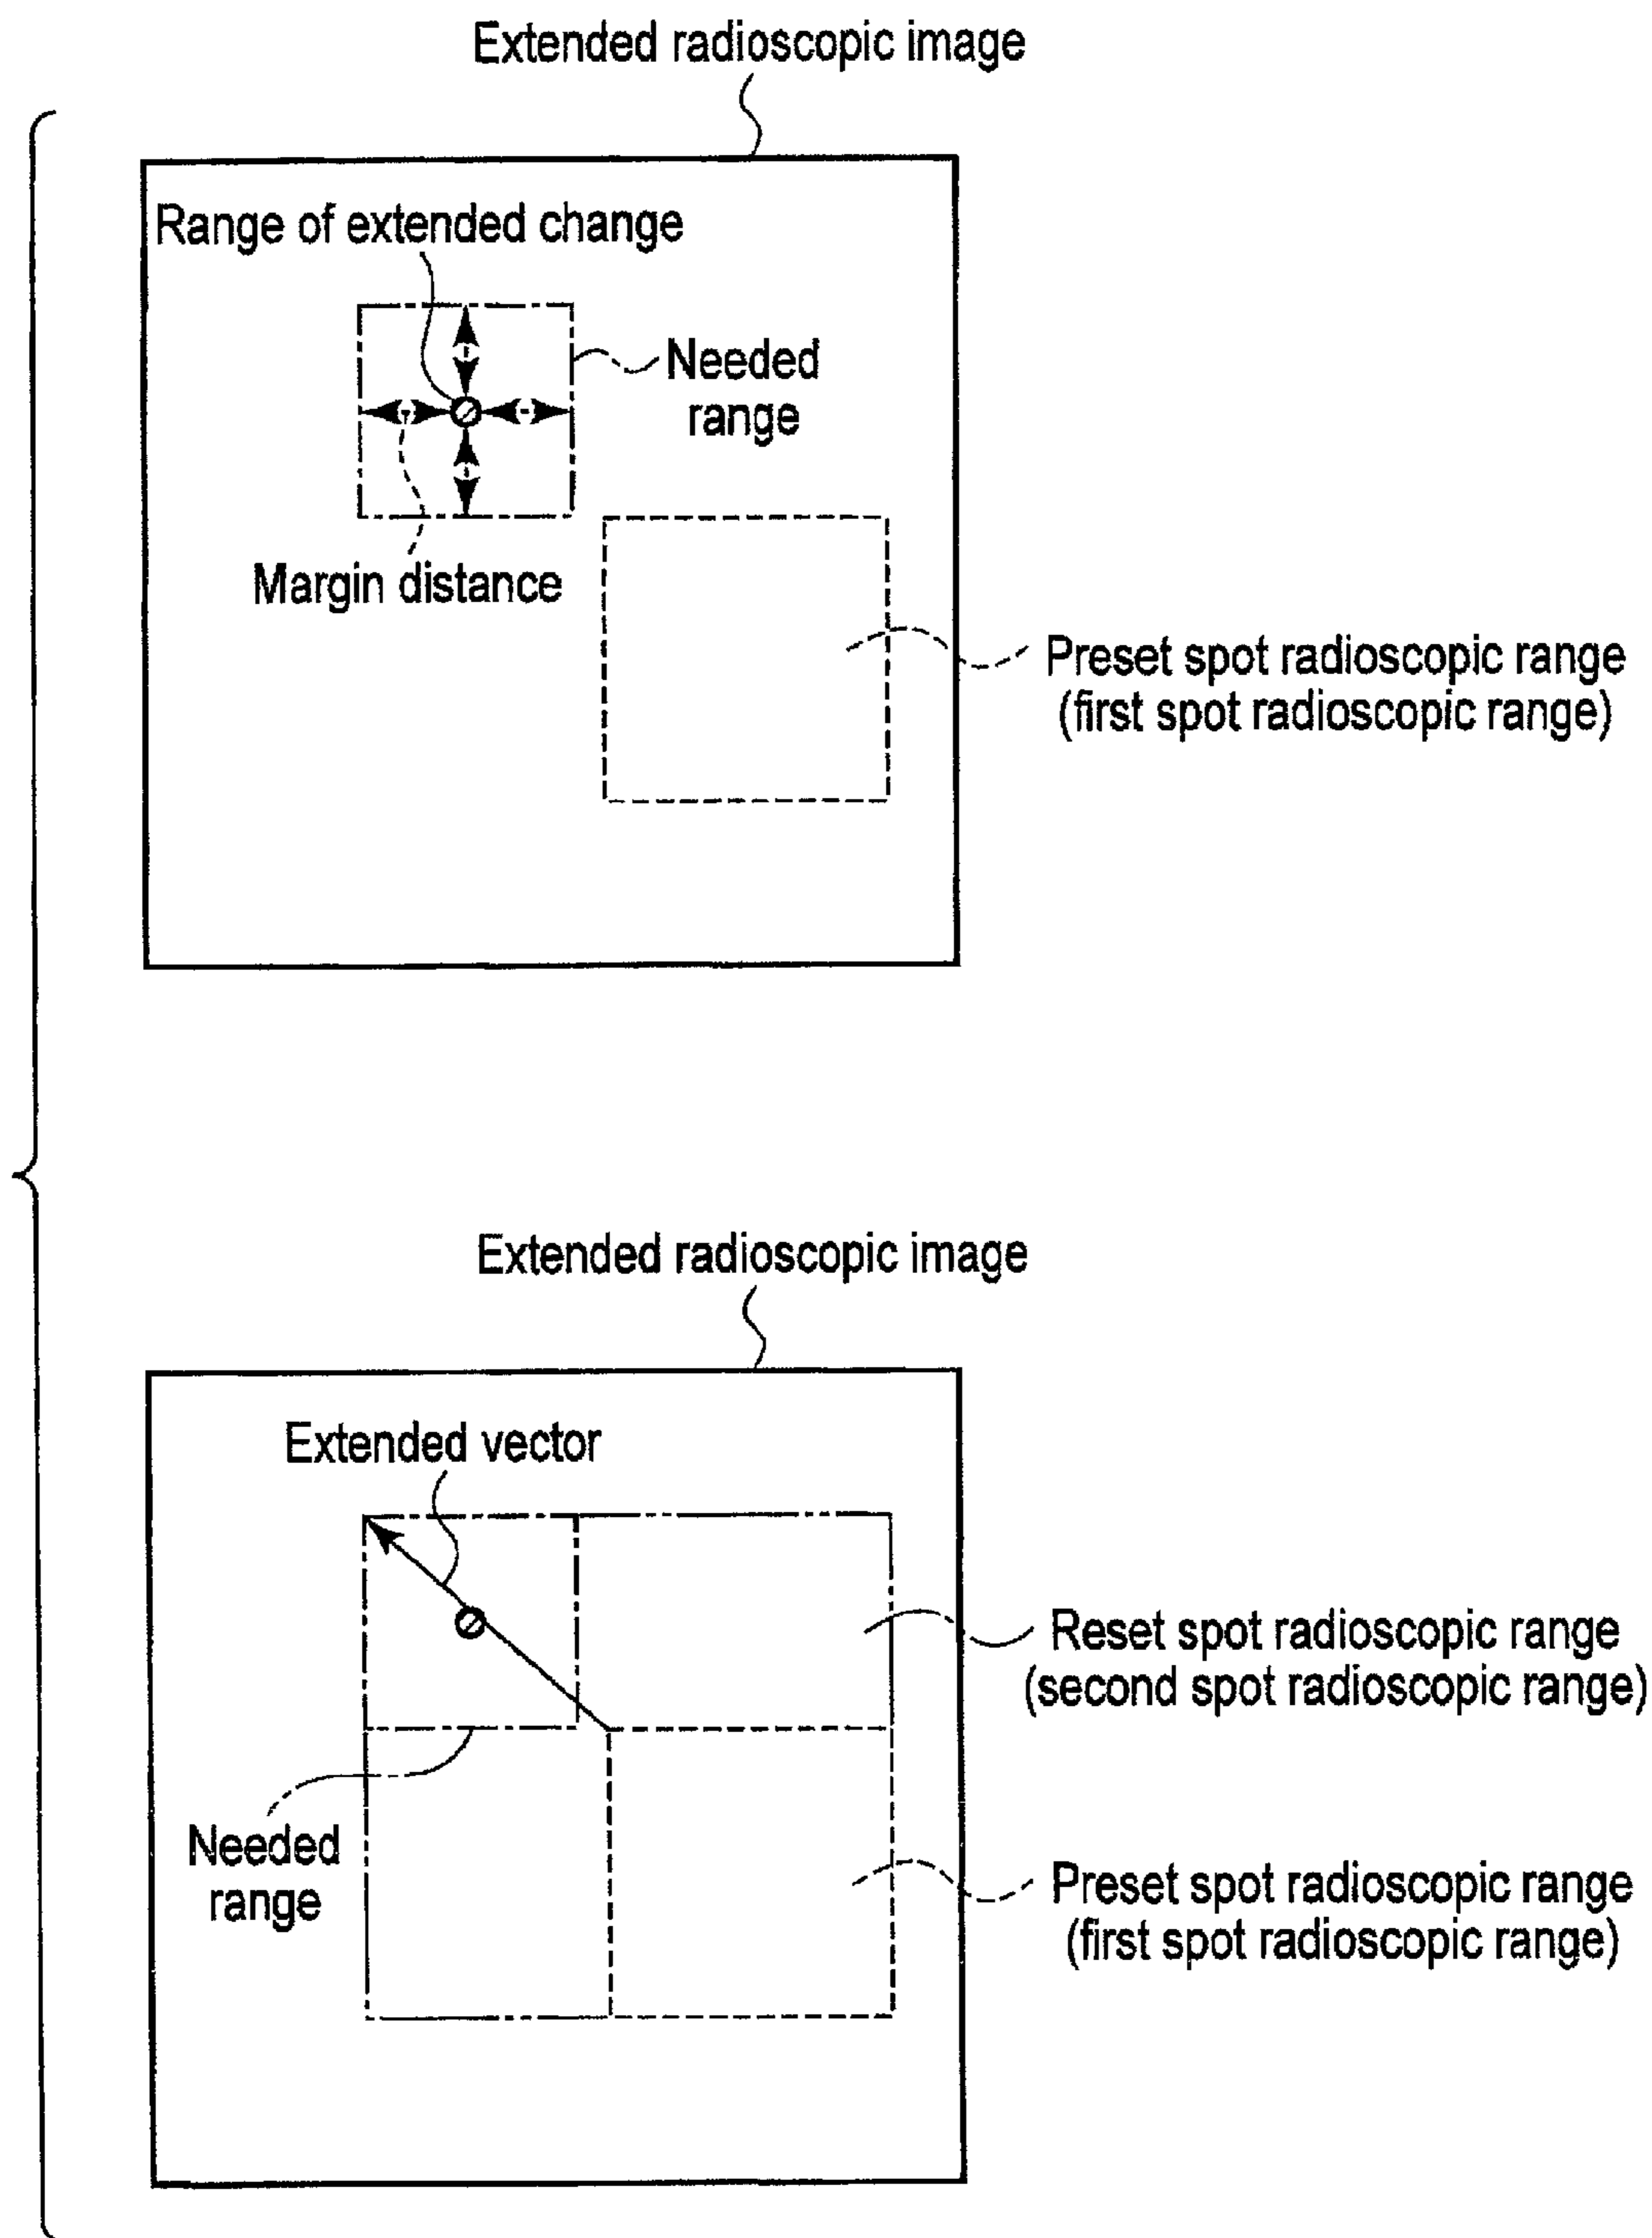 Extended radioscopic image
Range of extended change
Needed
range
Margin distance
Preset spot radioscopic range
(first spot radioscopic range)
Extended radioscopic image
Extended vector
Reset spot radioscopic range
(second spot radioscopic range)
Needed
range
Preset spot radioscopic range
(first spot radioscopic range)